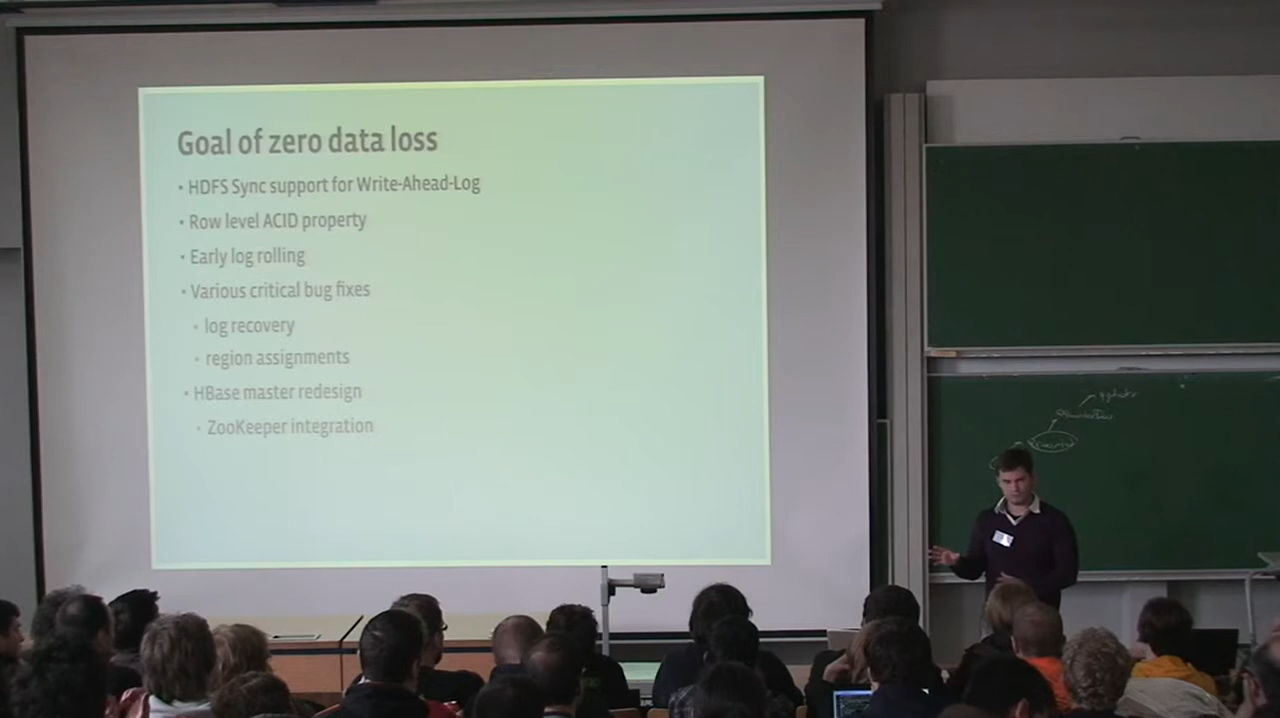 Goal of zero data loss
• HDFS Sync support for Write-Ahead-Log
• Row level ACID property
• Early log rolling
• Various critical bug fixes
• log recovery
• region assignments
• HBase master redesign
• ZooKeeper integration